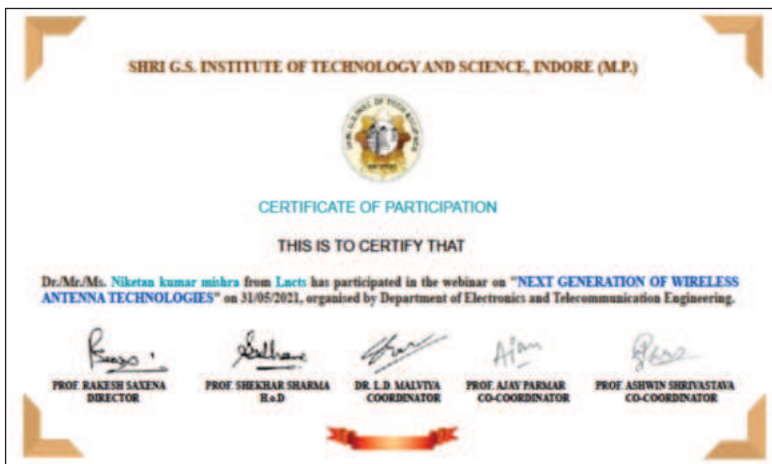 SHRI G.S. INSTITUTE OF TECHNOLOGY AND SCIENCE, INDORE (M.P.)
CERTIFICATE OF PARTICIPATION
THIS IS TO CERTIFY THAT
Dr./Mr./Ms. Niketan kumar mishra from Lncts has participated in the webinar on "NEXT GENERATION OF WIRELESS
ANTENNA TECHNOLOGIES" on 31/05/2021, organised by Department of Electronics and Telecommunication Engineering.
Ajay
PROF. RAKESH SAXENA PROF. SHEKHAR SHARMA DR. L.D. MALVIYA PROF. AJAY PARMAR PROF. ASHWIN SHRIVASTAVA
DIRECTOR H.o.D COORDINATOR CO-COORDINATOR CO-COORDINATOR